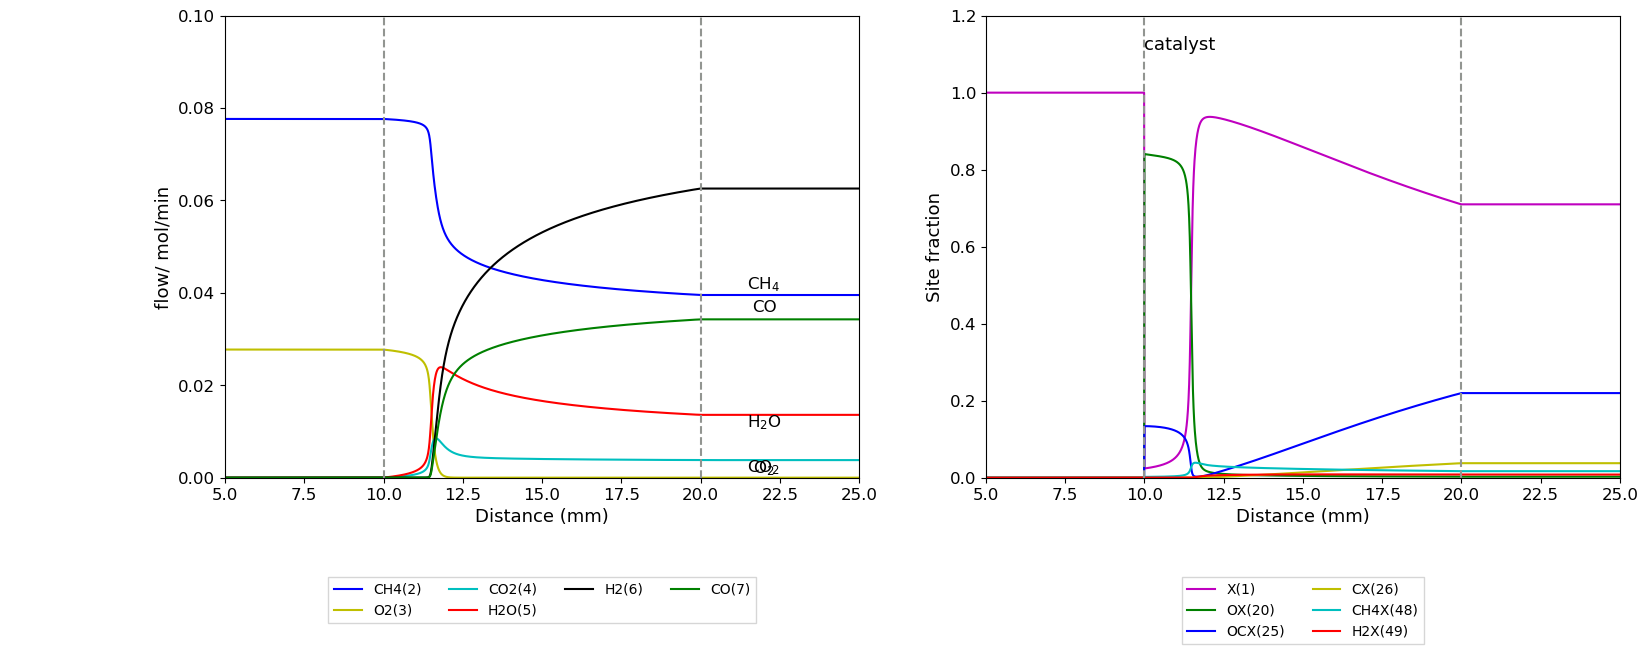 0.10
0.08
0.06
0.04
0.02
0.00
flow/ mol/min
CH₄
CO
H₂O
CO₂
O₂
5.0 7.5 10.0 12.5 15.0 17.5 20.0 22.5 25.0
Distance (mm)
CH4(2) CO2(4) H2(6) CO(7)
O2(3) H2O(5)
1.2
1.0
0.8
0.6
0.4
0.2
0.0
Site fraction
catalyst
5.0 7.5 10.0 12.5 15.0 17.5 20.0 22.5 25.0
Distance (mm)
X(1) CX(26)
OX(20) CH4X(48)
OCX(25) H2X(49)